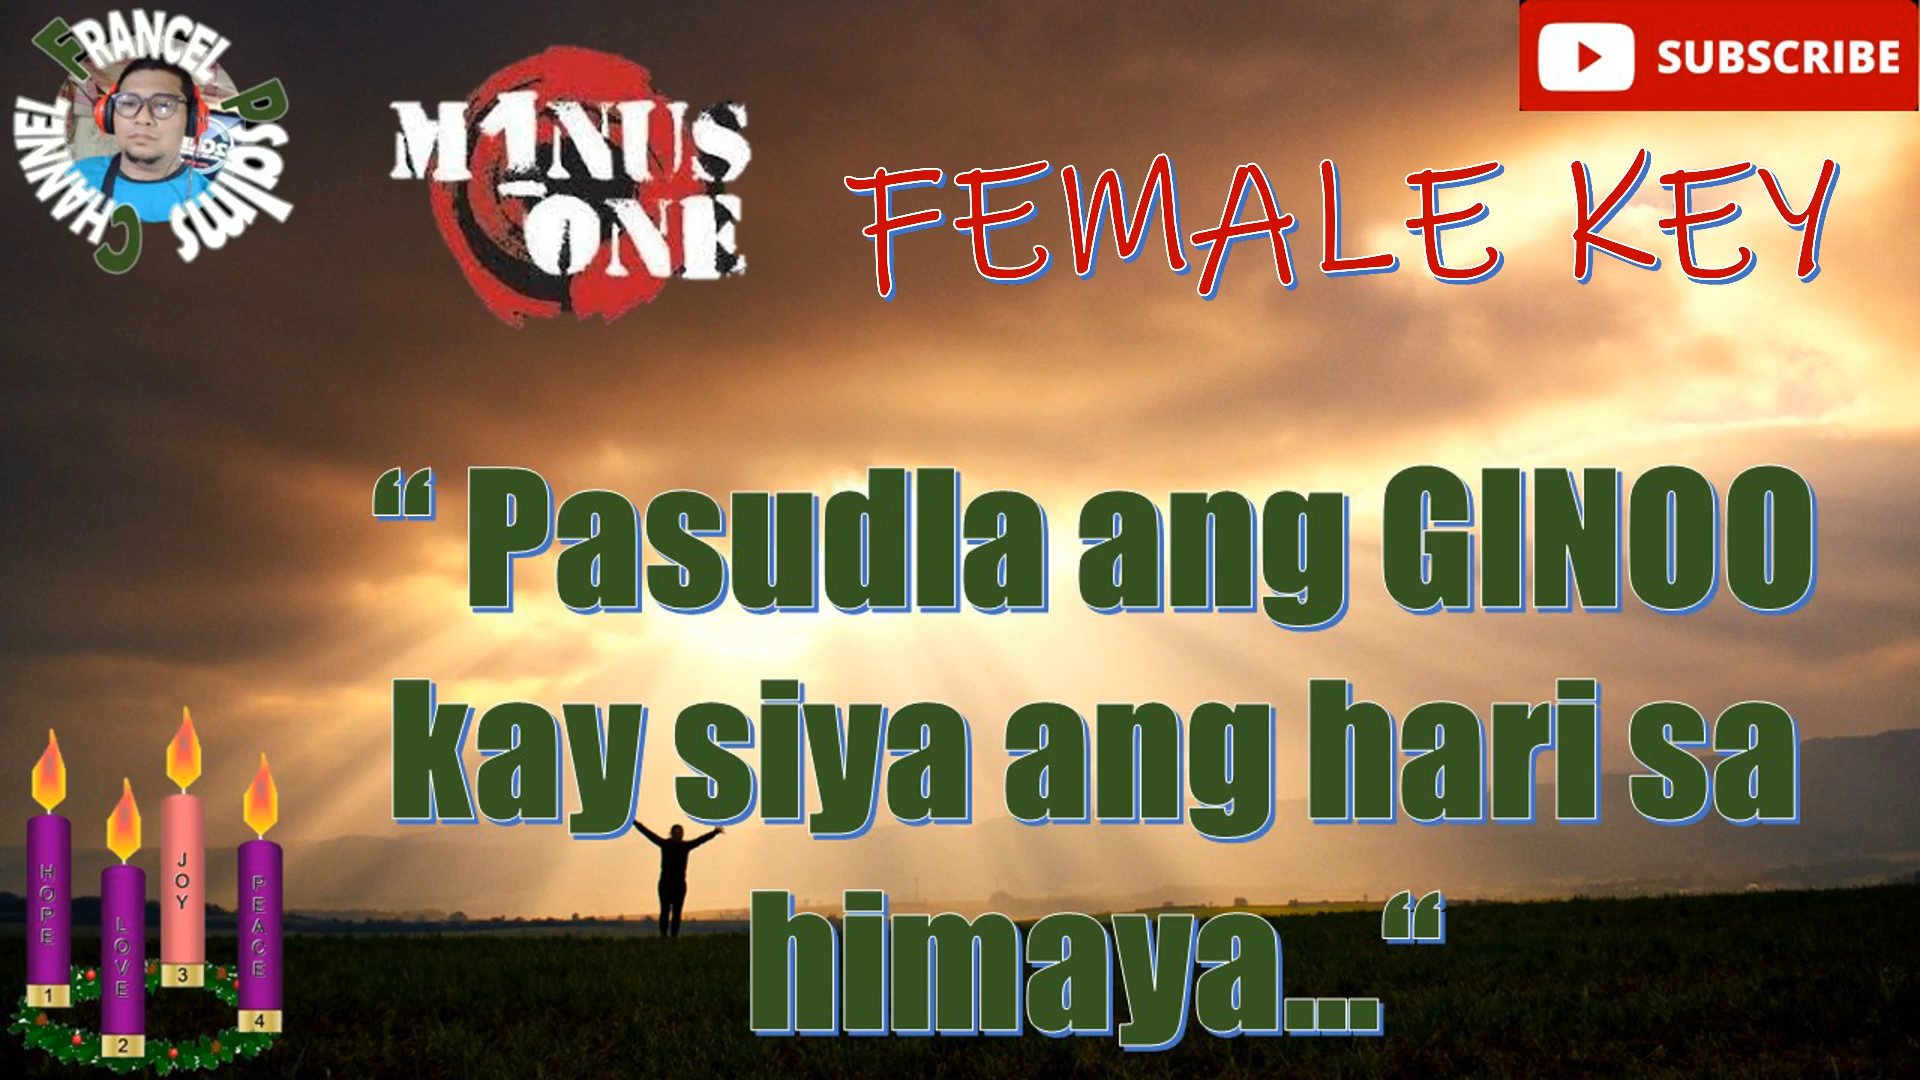 FRANCEL Psalms CHANNEL
M1NUS
ONE
FEMALE KEY
SUBSCRIBE
“ Pasudla ang GINOO
kay siya ang hari sa
himaya...“
HOPE
1
LOVE
2
JOY
3
PEACE
4